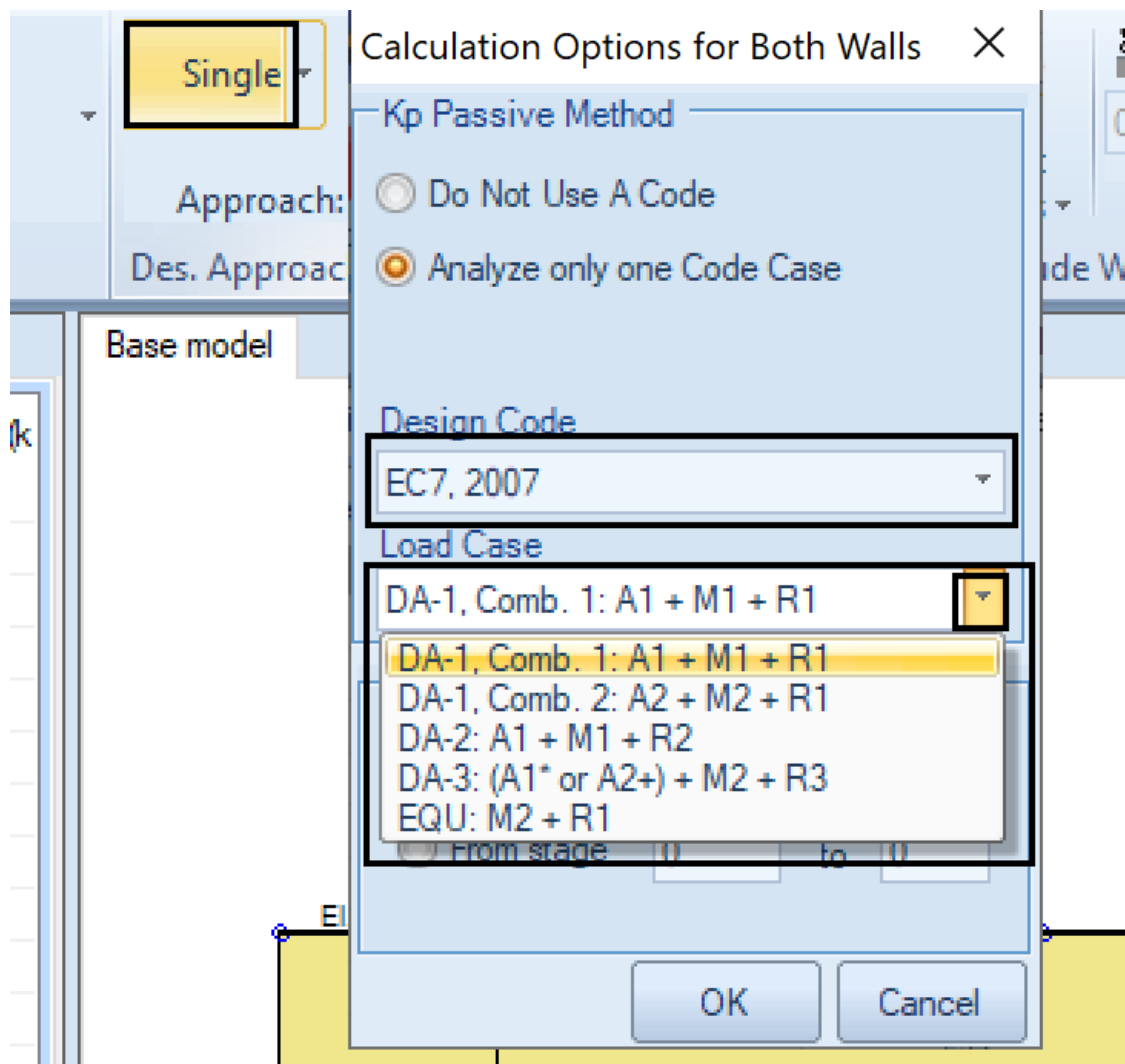 Calculation Options for Both Walls
Single
Kp Passive Method
Do Not Use A Code
Approach:
Analyze only one Code Case
Des. Approac
de W
Base model
Design Code
EC7, 2007
Load Case
DA-1, Comb. 1: A1 + M1 + R1
DA-1, Comb. 1: A1 + M1 + R1
DA-1, Comb. 2: A2 + M2 + R1
DA-2: A1 + M1 + R2
DA-3: (A1* or A2+) + M2 + R3
EQU: M2 + R1
From stage 0 to 0
El
OK
Cancel